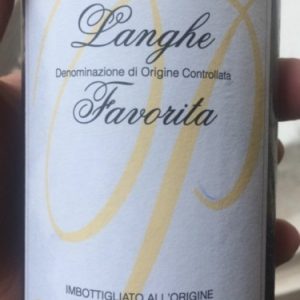 Langhe
Denominazione di Origine Controllata
Favorita
IMBOTTIGLIATO ALL'ORIGINE